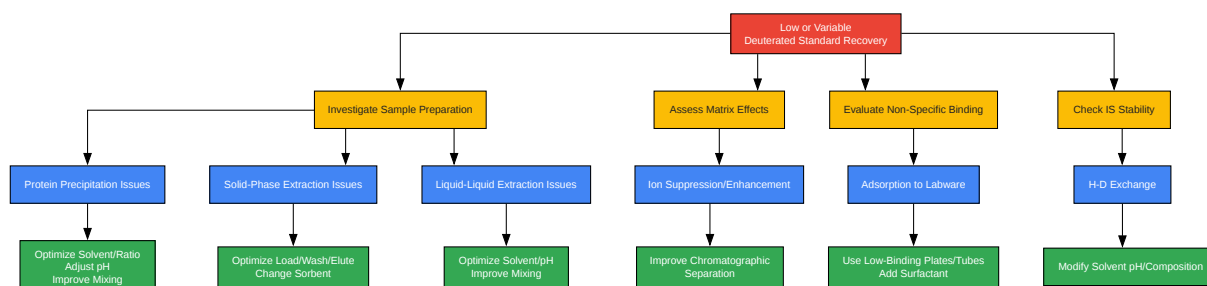 Low or Variable
Deuterated Standard Recovery
Investigate Sample Preparation
Assess Matrix Effects
Evaluate Non-Specific Binding
Check IS Stability
Protein Precipitation Issues
Solid-Phase Extraction Issues
Liquid-Liquid Extraction Issues
Ion Suppression/Enhancement
Adsorption to Labware
H-D Exchange
Optimize Solvent/Ratio
Adjust pH
Improve Mixing
Optimize Load/Wash/Elute
Change Sorbent
Optimize Solvent/pH
Improve Mixing
Improve Chromatographic
Separation
Use Low-Binding Plates/Tubes
Add Surfactant
Modify Solvent pH/Composition